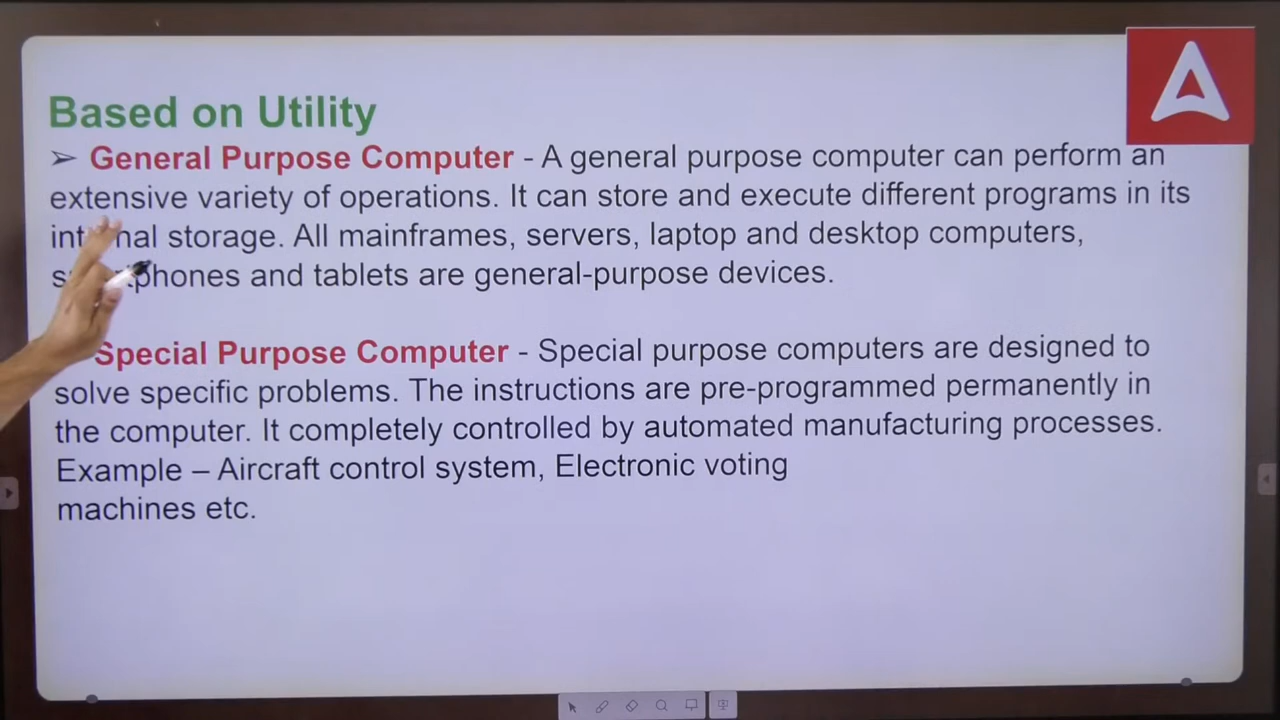 Based on Utility
➢ General Purpose Computer - A general purpose computer can perform an
extensive variety of operations. It can store and execute different programs in its
storage. All mainframes, servers, laptop and desktop computers,
and tablets are general-purpose devices.
Special Purpose Computer - Special purpose computers are designed to
solve specific problems. The instructions are pre-programmed permanently in
the computer. It completely controlled by automated manufacturing processes.
Example – Aircraft control system, Electronic voting
machines etc.